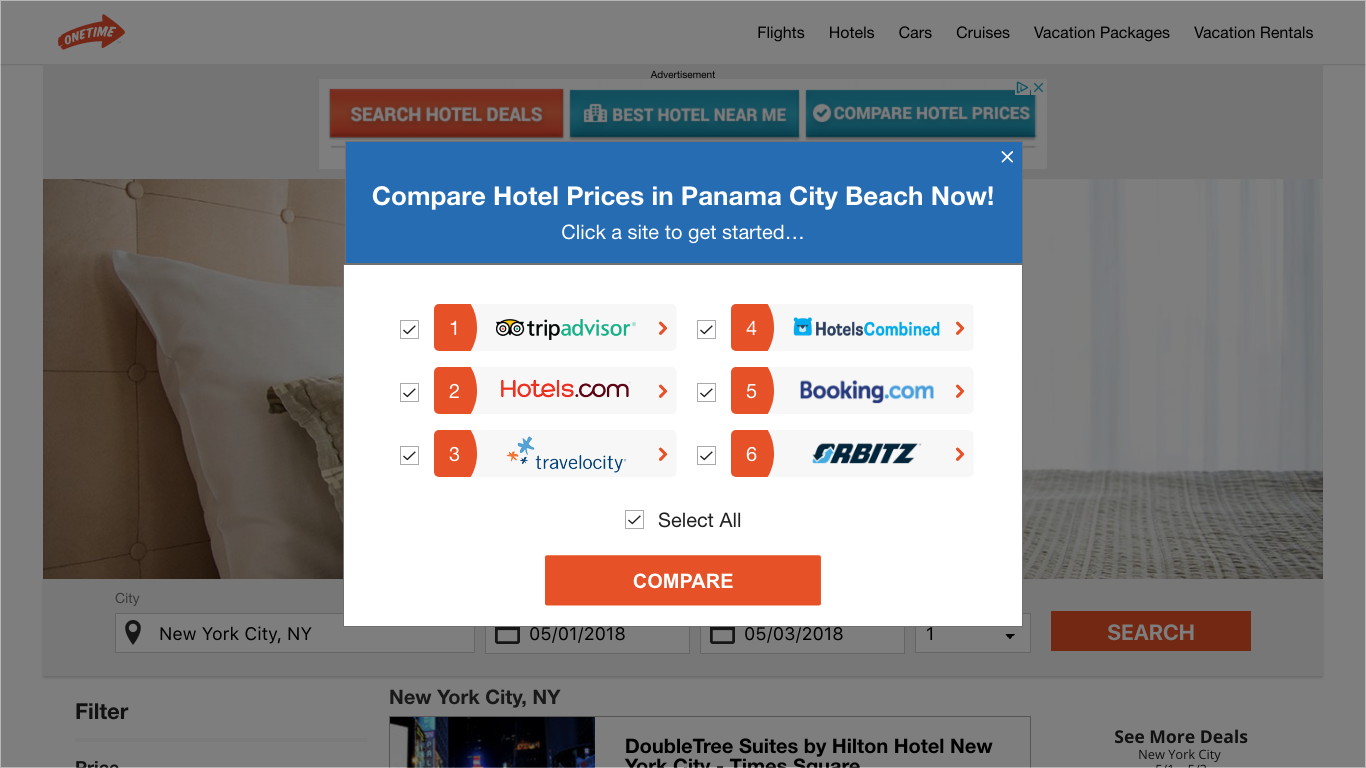 ONETIME
Flights Hotels Cars Cruises Vacation Packages Vacation Rentals
Advertisement
SEARCH HOTEL DEALS BEST HOTEL NEAR ME COMPARE HOTEL PRICES
Compare Hotel Prices in Panama City Beach Now!
Click a site to get started…
1 tripadvisor 4 HotelsCombined
2 Hotels.com 5 Booking.com
3 travelocity 6 ORBITZ
Select All
COMPARE
City
New York City, NY 05/01/2018 05/03/2018 1 SEARCH
Filter
New York City, NY
DoubleTree Suites by Hilton Hotel New
York City - Times Square
See More Deals
New York City
Price